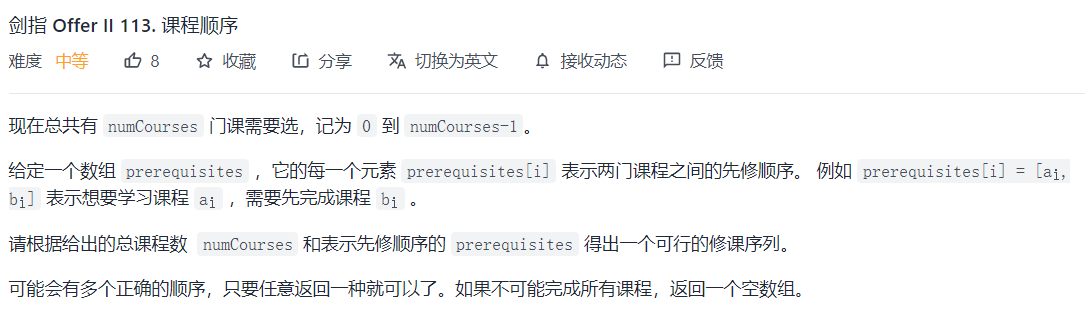 剑指 Offer II 113. 课程顺序
难度 中等 8 收藏 分享 切换为英文 接收动态 反馈
现在总共有 numCourses 门课需要选，记为 0 到 numCourses-1。
给定一个数组 prerequisites ，它的每一个元素 prerequisites[i] 表示两门课程之间的先修顺序。 例如 prerequisites[i] = [ai,
bi] 表示想要学习课程 ai ，需要先完成课程 bi 。
请根据给出的总课程数 numCourses 和表示先修顺序的 prerequisites 得出一个可行的修课序列。
可能会有多个正确的顺序，只要任意返回一种就可以了。如果不可能完成所有课程，返回一个空数组。